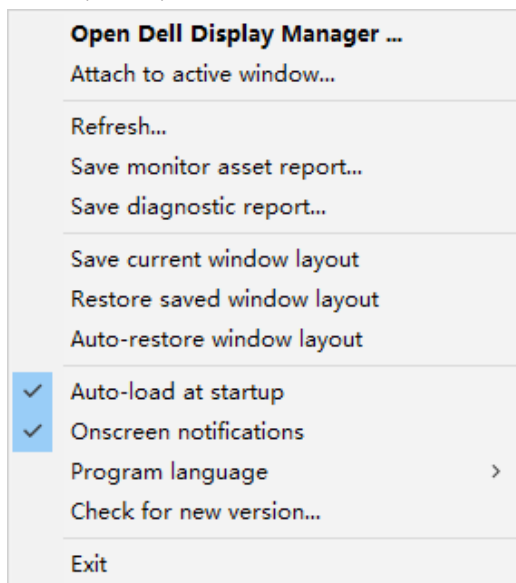 Open Dell Display Manager ...
Attach to active window...
Refresh...
Save monitor asset report...
Save diagnostic report...
Save current window layout
Restore saved window layout
Auto-restore window layout
Auto-load at startup
Onscreen notifications
Program language
Check for new version...
Exit